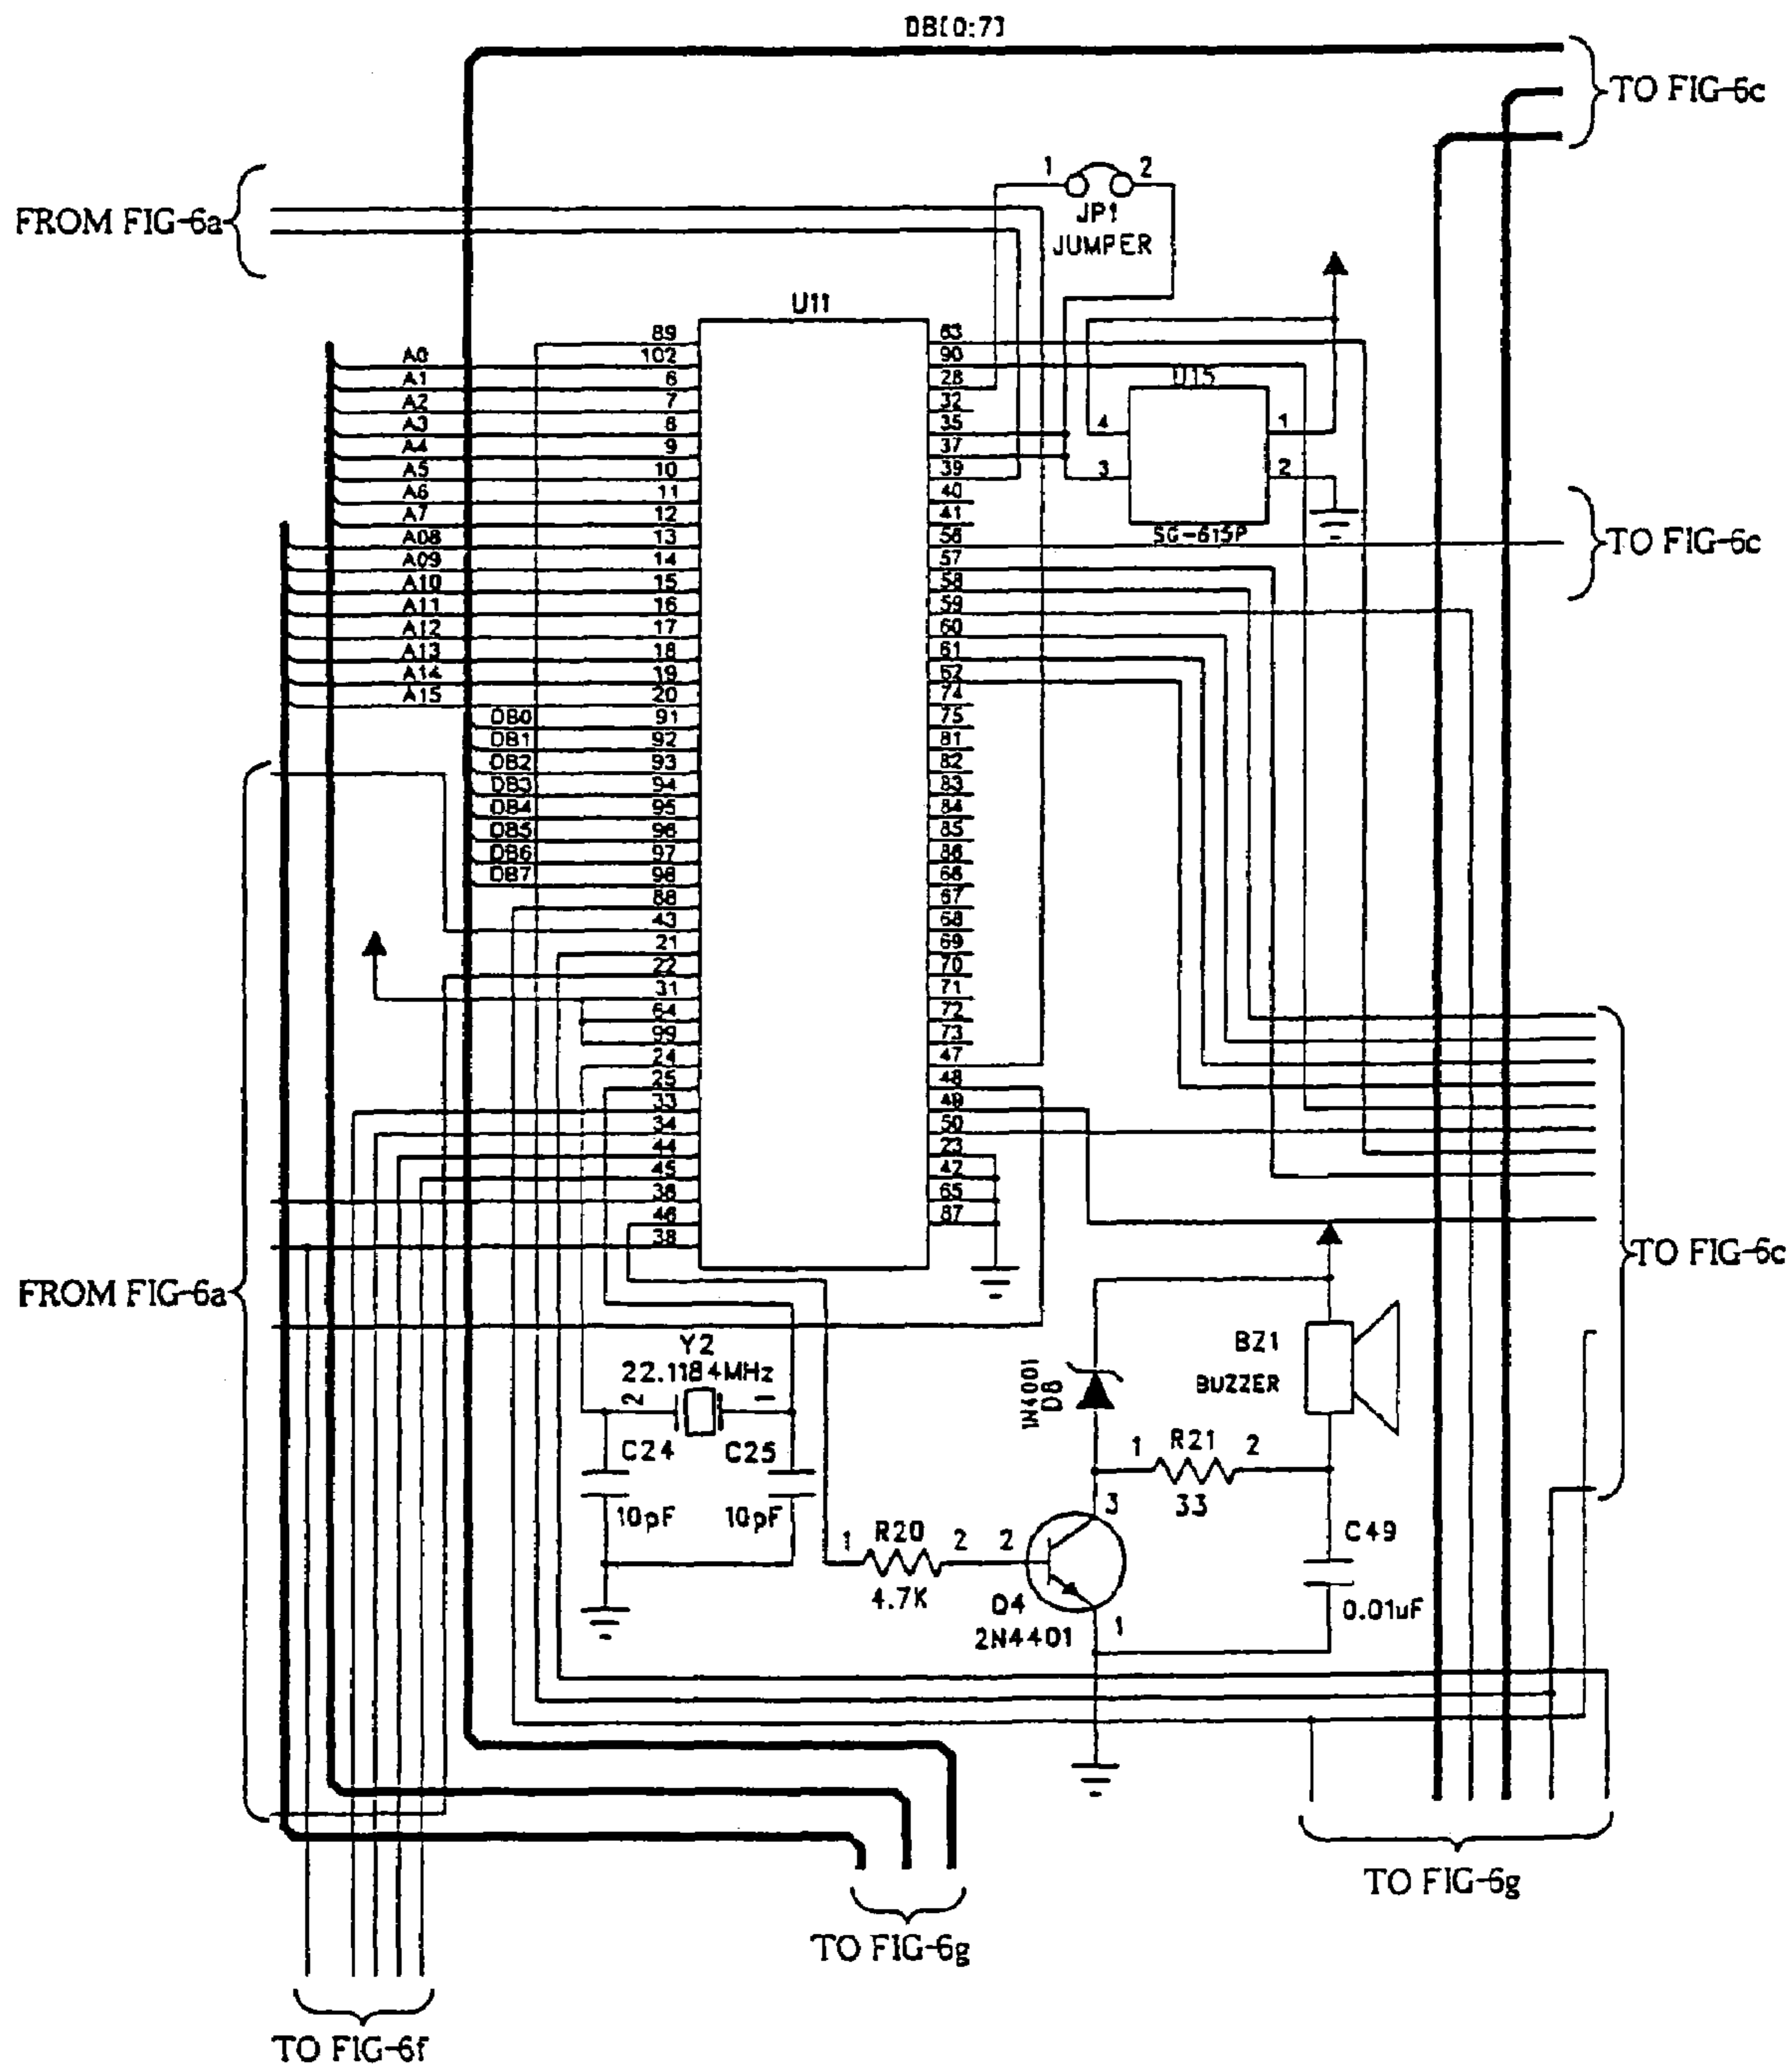 DB[0:7]
TO FIG-6c
FROM FIG-6a
1 2
JP1
JUMPER
U11
89
102
A0
6
A1
7
A2
8
A3
9
A4
10
A5
11
A6
12
A7
13
A08
14
A09
15
A10
16
A11
17
A12
18
A13
19
A14
20
A15
DB0 91
DB1 92
DB2 93
DB3 94
DB4 95
DB5 96
DB6 97
DB7 98
88
43
21
22
31
64
99
24
25
33
34
44
45
36
46
38
63
90
28
32
35
37
39
40
41
56
57
58
59
60
61
62
74
75
81
82
83
84
85
86
66
67
68
69
70
71
72
73
47
48
49
50
23
42
65
87
U15
4 1
3 2
SG-615P
TO FIG-6c
FROM FIG-6a
TO FIG-6c
Y2
22.1184MHz
2 1
C24 C25
10pF 10pF
1N4001
D8
BZ1
BUZZER
1 R21 2
33
3
1 R20 2 2
4.7K
Q4
2N4401
1
C49
0.01uF
TO FIG-6g
TO FIG-6g
TO FIG-6f